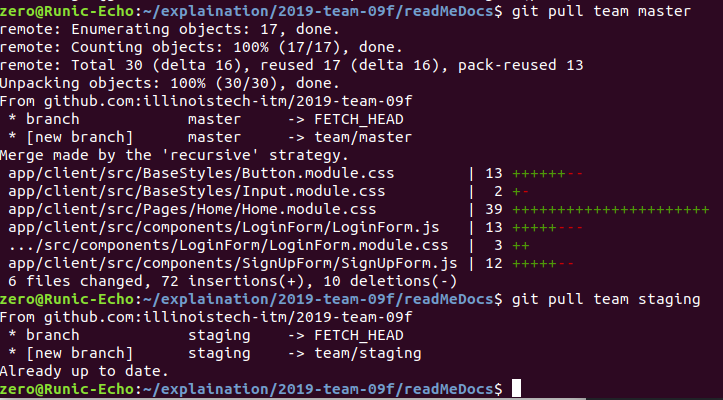 zero@Runic-Echo:~/explaination/2019-team-09f/readMeDocs$ git pull team master
remote: Enumerating objects: 17, done.
remote: Counting objects: 100% (17/17), done.
remote: Total 30 (delta 16), reused 17 (delta 16), pack-reused 13
Unpacking objects: 100% (30/30), done.
From github.com:illinoistech-itm/2019-team-09f
 * branch            master     -> FETCH_HEAD
 * [new branch]      master     -> team/master
Merge made by the 'recursive' strategy.
 app/client/src/BaseStyles/Button.module.css        | 13 ++++++--
 app/client/src/BaseStyles/Input.module.css         |  2 +-
 app/client/src/Pages/Home/Home.module.css          | 39 ++++++++++++++++++++++
 app/client/src/components/LoginForm/LoginForm.js   | 13 +++++---
 .../src/components/LoginForm/LoginForm.module.css  |  3 ++
 app/client/src/components/SignUpForm/SignUpForm.js | 12 +++++--
 6 files changed, 72 insertions(+), 10 deletions(-)
zero@Runic-Echo:~/explaination/2019-team-09f/readMeDocs$ git pull team staging
From github.com:illinoistech-itm/2019-team-09f
 * branch            staging    -> FETCH_HEAD
 * [new branch]      staging    -> team/staging
Already up to date.
zero@Runic-Echo:~/explaination/2019-team-09f/readMeDocs$